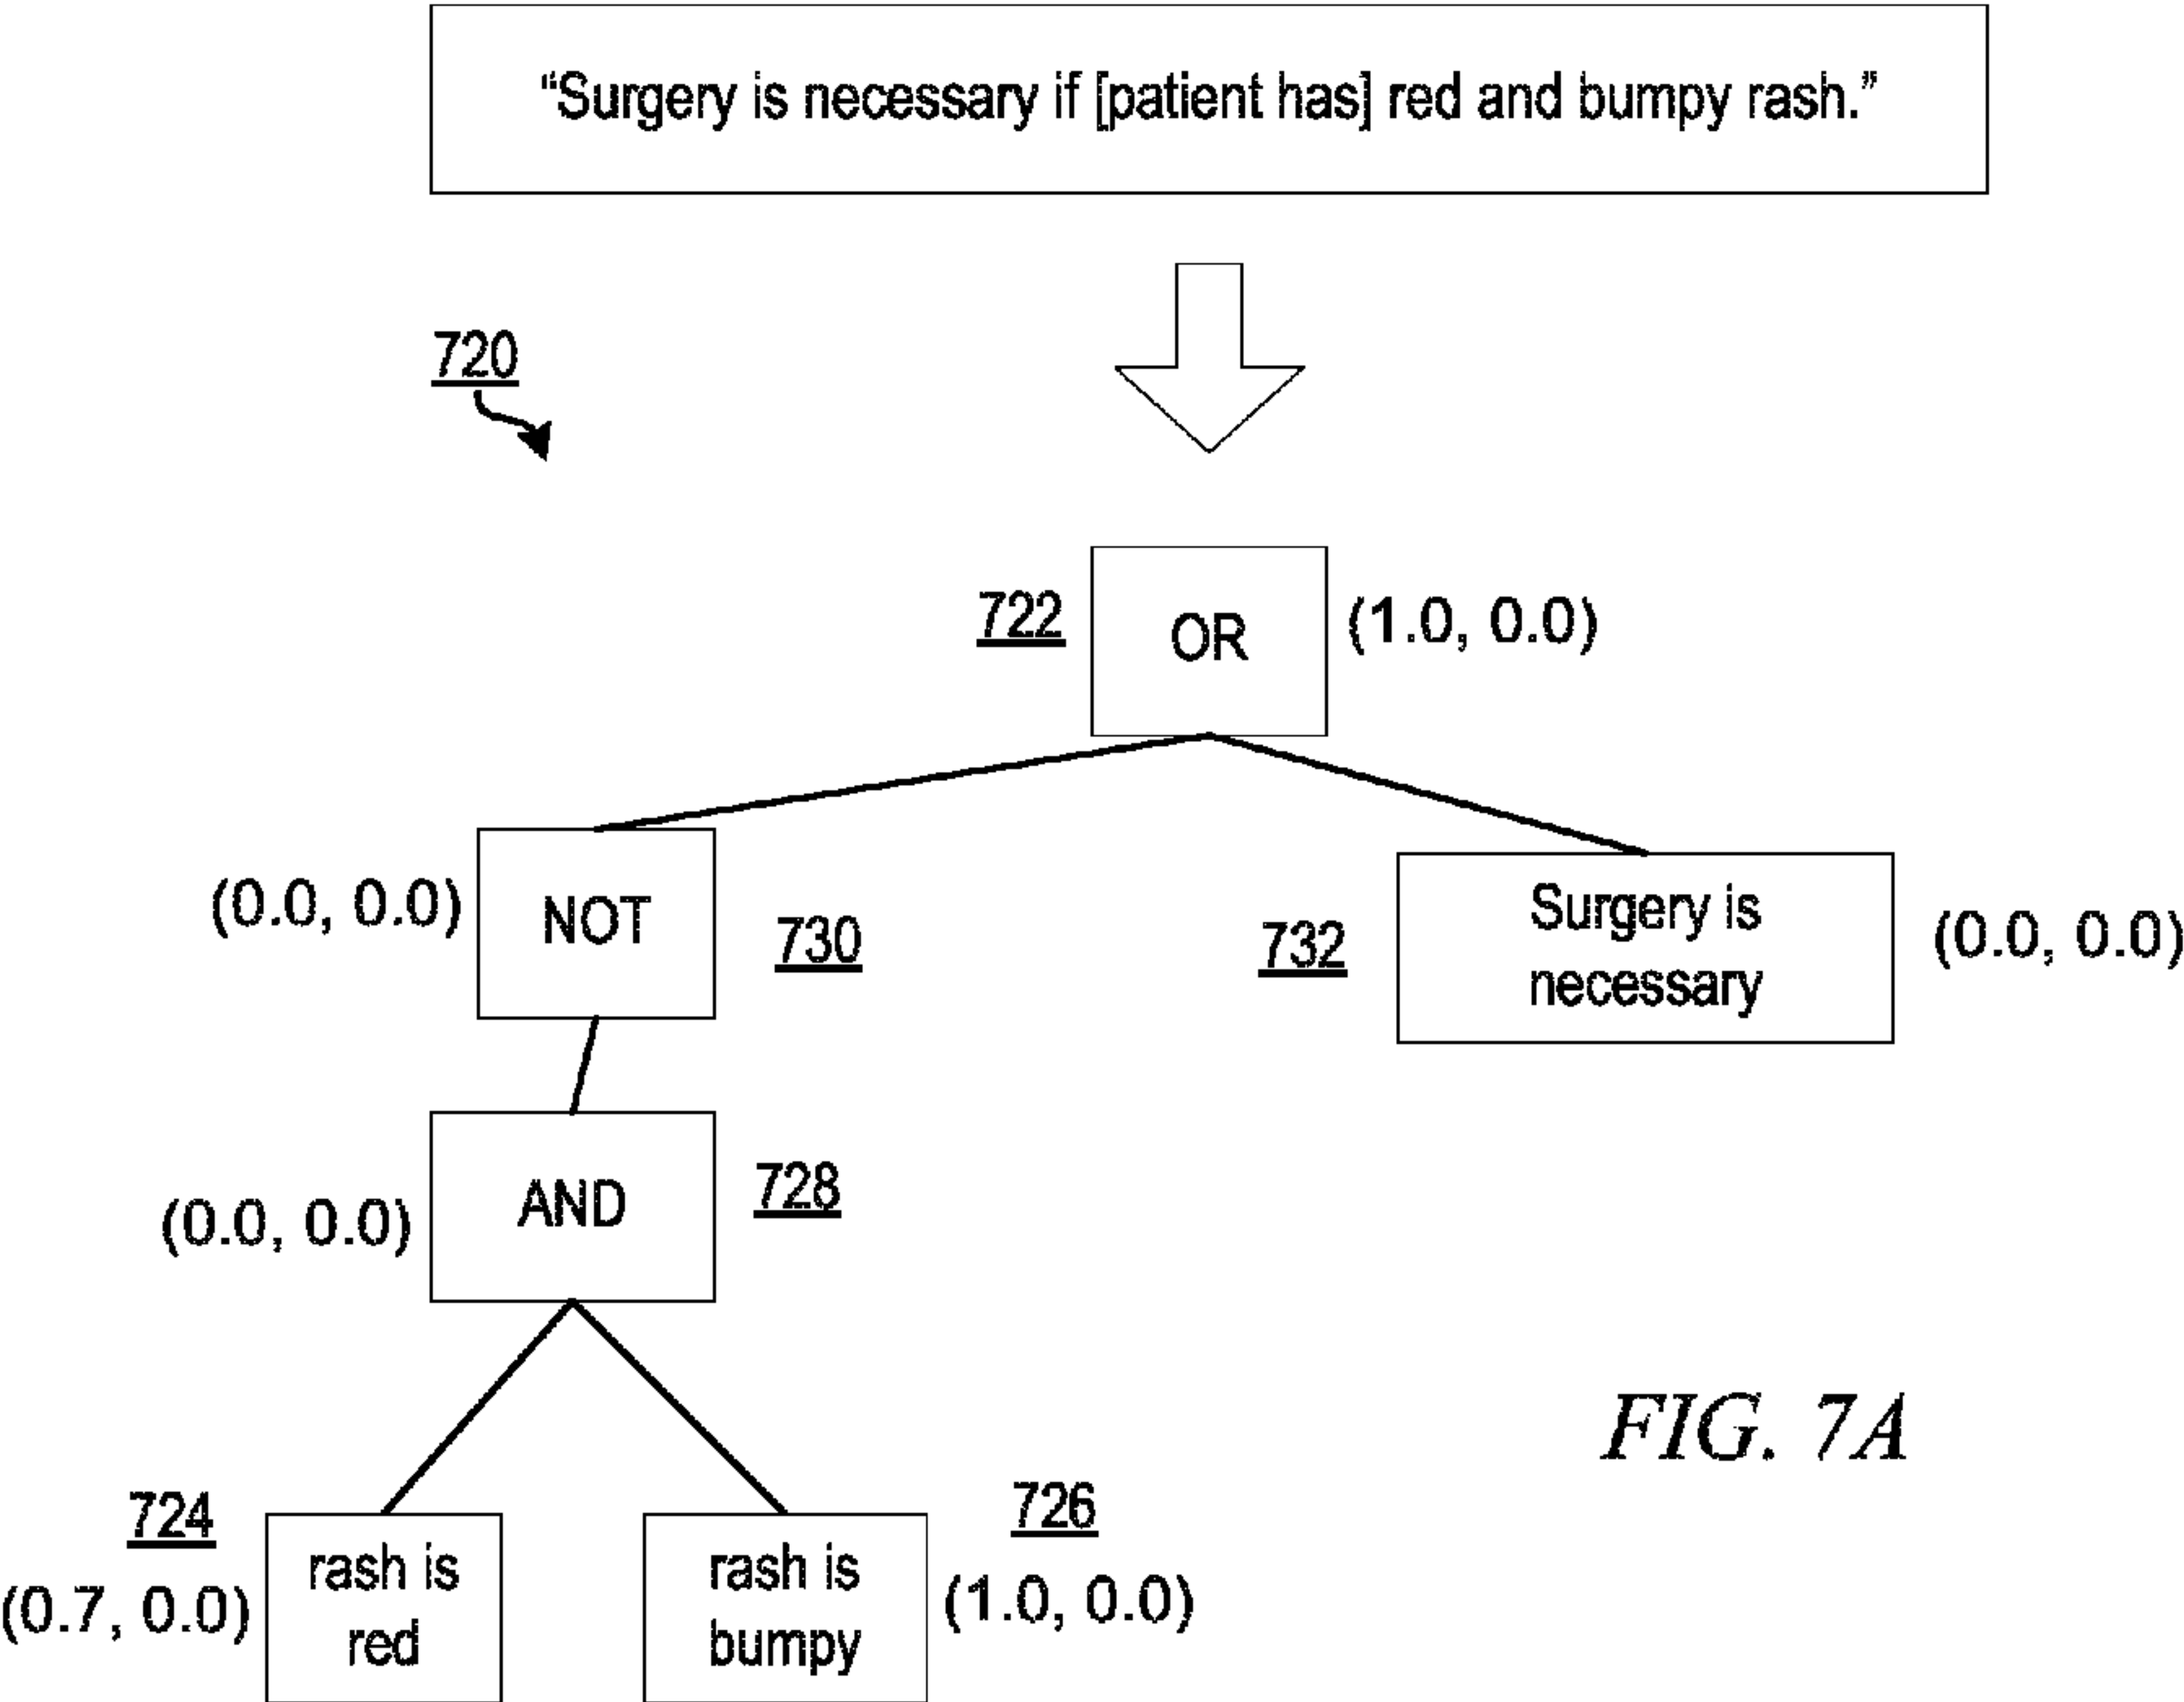 “Surgery is necessary if [patient has] red and bumpy rash.”
720
722
OR
(1.0, 0.0)
(0.0, 0.0)
NOT
730
732
Surgery is
necessary
(0.0, 0.0)
(0.0, 0.0)
AND
728
724
(0.7, 0.0)
rash is
red
rash is
bumpy
726
(1.0, 0.0)
FIG. 7A